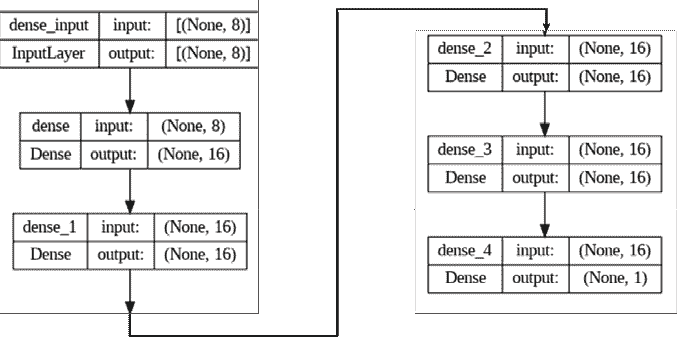 dense_input input: [(None, 8)]
InputLayer output: [(None, 8)]
dense input: (None, 8)
Dense output: (None, 16)
dense_1 input: (None, 16)
Dense output: (None, 16)
dense_2 input: (None, 16)
Dense output: (None, 16)
dense_3 input: (None, 16)
Dense output: (None, 16)
dense_4 input: (None, 16)
Dense output: (None, 1)